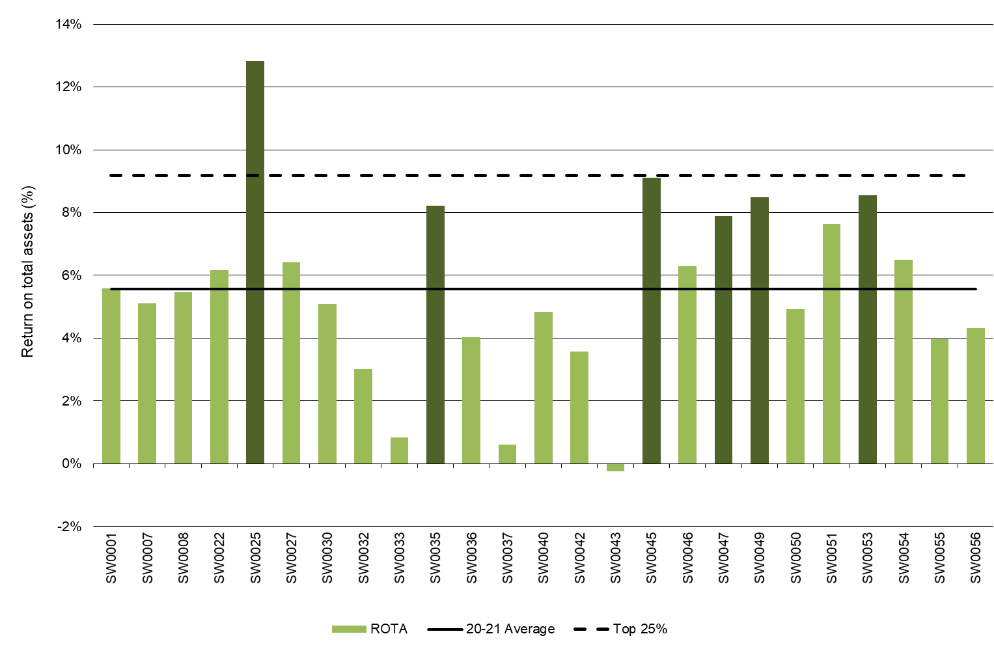 14%
12%
10%
8%
6%
4%
2%
0%
-2%
Return on total assets (%)
SW0001
SW0007
SW0008
SW0022
SW0025
SW0027
SW0030
SW0032
SW0033
SW0035
SW0036
SW0037
SW0040
SW0042
SW0043
SW0045
SW0046
SW0047
SW0049
SW0050
SW0051
SW0053
SW0054
SW0055
SW0056
ROTA 20-21 Average Top 25%